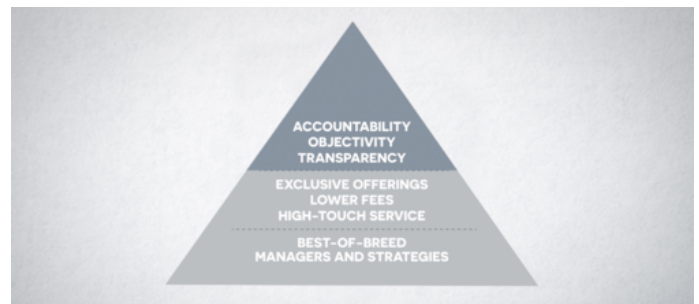 ACCOUNTABILITY
OBJECTIVITY
TRANSPARENCY
EXCLUSIVE OFFERINGS
LOWER FEES
HIGH-TOUCH SERVICE
BEST-OF-BREED
MANAGERS AND STRATEGIES